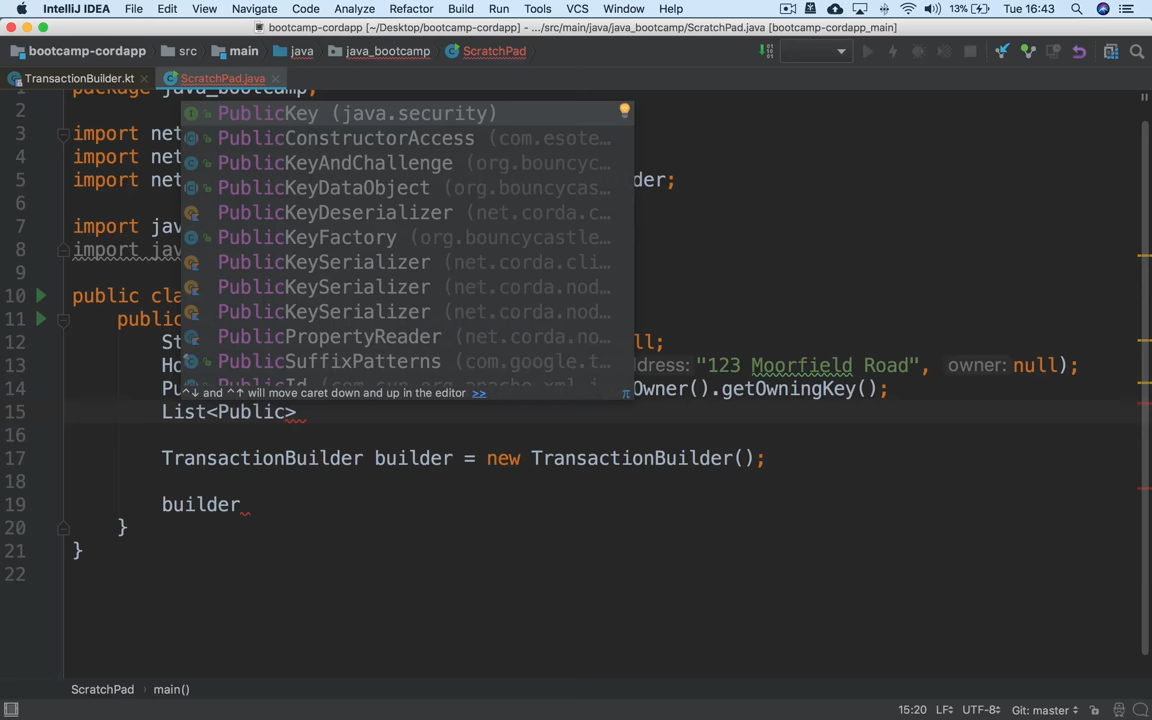 IntelliJ IDEA File Edit View Navigate Code Analyze Refactor Build Run Tools VCS Window Help 13% Tue 16:43
bootcamp-cordapp [~/Desktop/bootcamp-cordapp] - .../src/main/java/java_bootcamp/ScratchPad.java [bootcamp-cordapp_main]
bootcamp-cordapp src main java java_bootcamp ScratchPad
TransactionBuilder.kt ScratchPad.java
package java_bootcamp;
PublicKey (java.security)
2
PublicConstructorAccess (com.esote...
3 import net
PublicKeyAndChallenge (org.bouncyc...
4 import net
5 import net der;
PublicKeyDataObject (org.bouncycas...
6
PublicKeyDeserializer (net.corda.c...
7 import jav
PublicKeyFactory (org.bouncycastle...
8 import jav
PublicKeySerializer (net.corda.cli...
9
PublicKeySerializer (net.corda.nod...
10 public cla
PublicKeySerializer (net.corda.nod...
11 public
PublicPropertyReader (net.corda.no...
12 St ll;
PublicSuffixPatterns (com.google.t...
13 Ho dress: "123 Moorfield Road", owner: null);
14 Pu Owner().getOwningKey();
^↓ and ^↑ will move caret down and up in the editor >> π
15 List<Public>
16
17 TransactionBuilder builder = new TransactionBuilder();
18
19 builder
20 }
21 }
22
ScratchPad main()
15:20 LF UTF-8 Git: master